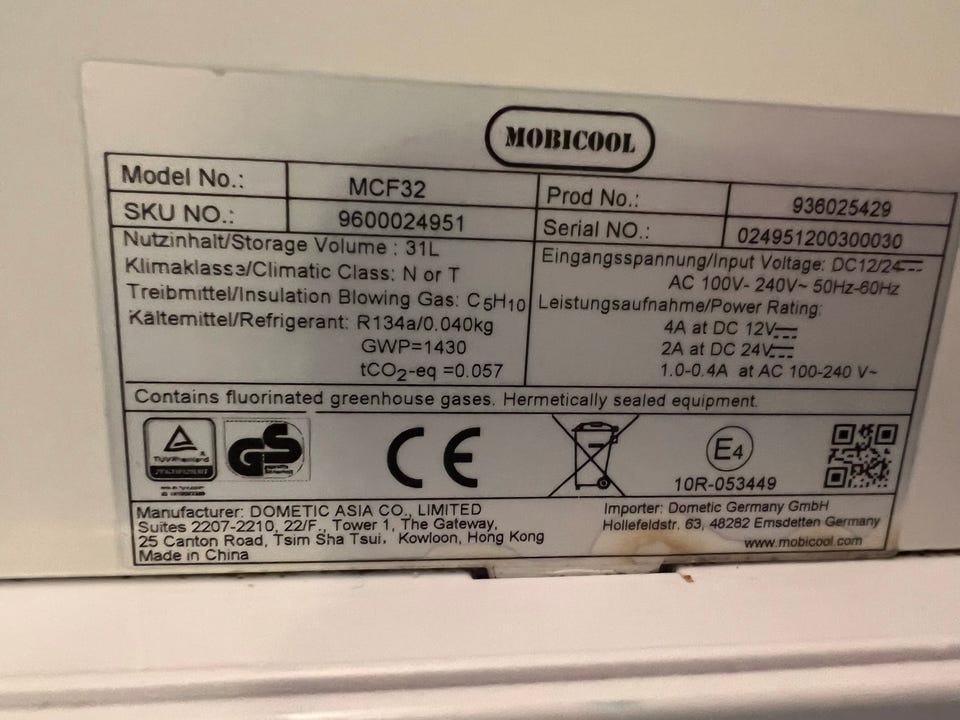 MOBICOOL
Model No.: MCF32 Prod No.: 936025429
SKU NO.: 9600024951 Serial NO.: 024951200300030
Nutzinhalt/Storage Volume : 31L
Klimaklasse/Climatic Class: N or T
Treibmittel/Insulation Blowing Gas: C5H10
Kältemittel/Refrigerant: R134a/0.040kg
GWP=1430
tCO2-eq =0.057
Eingangsspannung/Input Voltage: DC12/24
AC 100V- 240V~ 50Hz-60Hz
Leistungsaufnahme/Power Rating:
4A at DC 12V
2A at DC 24V
1.0-0.4A at AC 100-240 V~
Contains fluorinated greenhouse gases. Hermetically sealed equipment.
TÜVRheinland
GS
CE
E4
10R-053449
Manufacturer: DOMETIC ASIA CO., LIMITED
Suites 2207-2210, 22/F., Tower 1, The Gateway,
25 Canton Road, Tsim Sha Tsui, Kowloon, Hong Kong
Made in China
Importer: Dometic Germany GmbH
Hollefeldstr. 63, 48282 Emsdetten Germany
www.mobicool.com